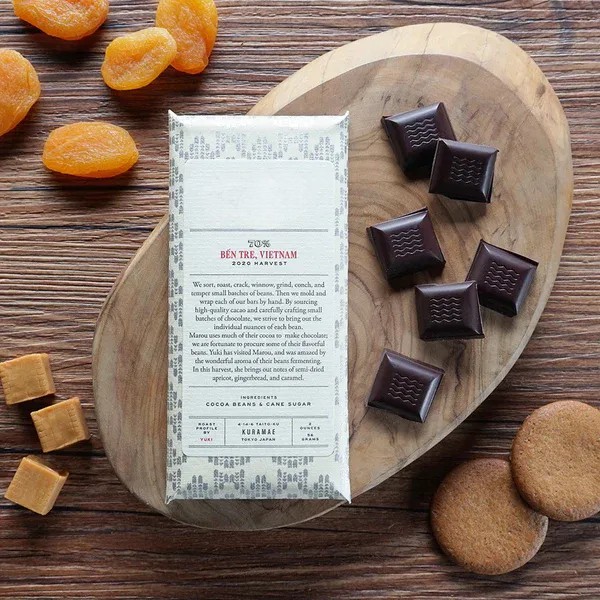 70%
BẾN TRE, VIETNAM
2020 HARVEST
We sort, roast, crack, winnow, grind, conch, and
temper small batches of beans. Then we mold and
wrap each of our bars by hand. By sourcing
high-quality cacao and carefully crafting small
batches of chocolate, we strive to bring out the
individual nuances of each bean.
Marou uses much of their cocoa to make chocolate;
we are fortunate to procure some of their flavorful
beans. Yuki has visited Marou, and was amazed by
the wonderful aroma of their beans fermenting.
In this harvest, she brings out notes of semi-dried
apricot, gingerbread, and caramel.
INGREDIENTS
COCOA BEANS & CANE SUGAR
ROAST
PROFILE
BY
YUKI
4-14-6 TAITO-KU
KURAMAE
TOKYO JAPAN
2
OUNCES
56
GRAMS